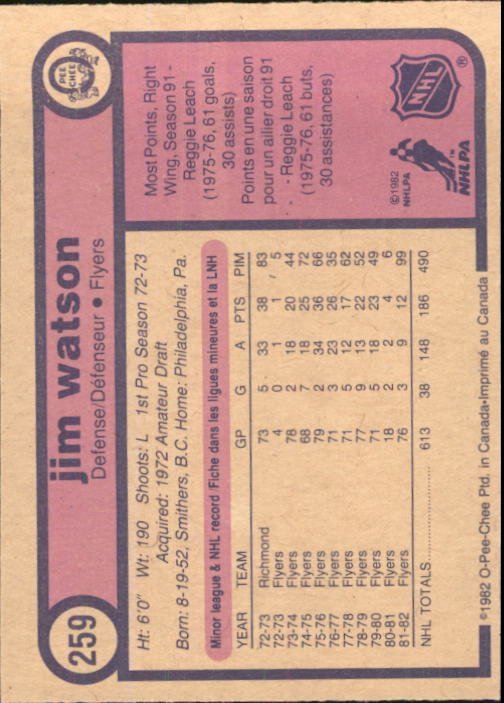 259
jim watson
Defense/Défenseur • Flyers
O PEE CHEE
Ht: 6'0" Wt: 190 Shoots: L 1st Pro Season 72-73
Acquired: 1972 Amateur Draft
Born: 8-19-52, Smithers, B.C. Home: Philadelphia, Pa.
Minor league & NHL record/Fiche dans les ligues mineures et la LNH
YEAR TEAM GP G A PTS PIM
72-73 Richmond 73 5 33 38 83
72-73 Flyers 4 0 1 1 5
73-74 Flyers 78 2 18 20 44
74-75 Flyers 68 7 18 25 72
75-76 Flyers 79 2 34 36 66
76-77 Flyers 71 3 23 26 35
77-78 Flyers 71 5 12 17 62
78-79 Flyers 77 9 13 22 52
79-80 Flyers 71 5 18 23 49
80-81 Flyers 18 2 2 4 6
81-82 Flyers 76 3 9 12 99
NHL TOTALS 613 38 148 186 490
Most Points, Right
Wing, Season 91 -
Reggie Leach
(1975-76, 61 goals,
30 assists)
Points en une saison
pour un ailier droit 91
- Reggie Leach
(1975-76, 61 buts,
30 assistances)
©1982
NHLPA
NHLPA™
NHL®
©1982 O-Pee-Chee Ptd. in Canada•Imprimé au Canada